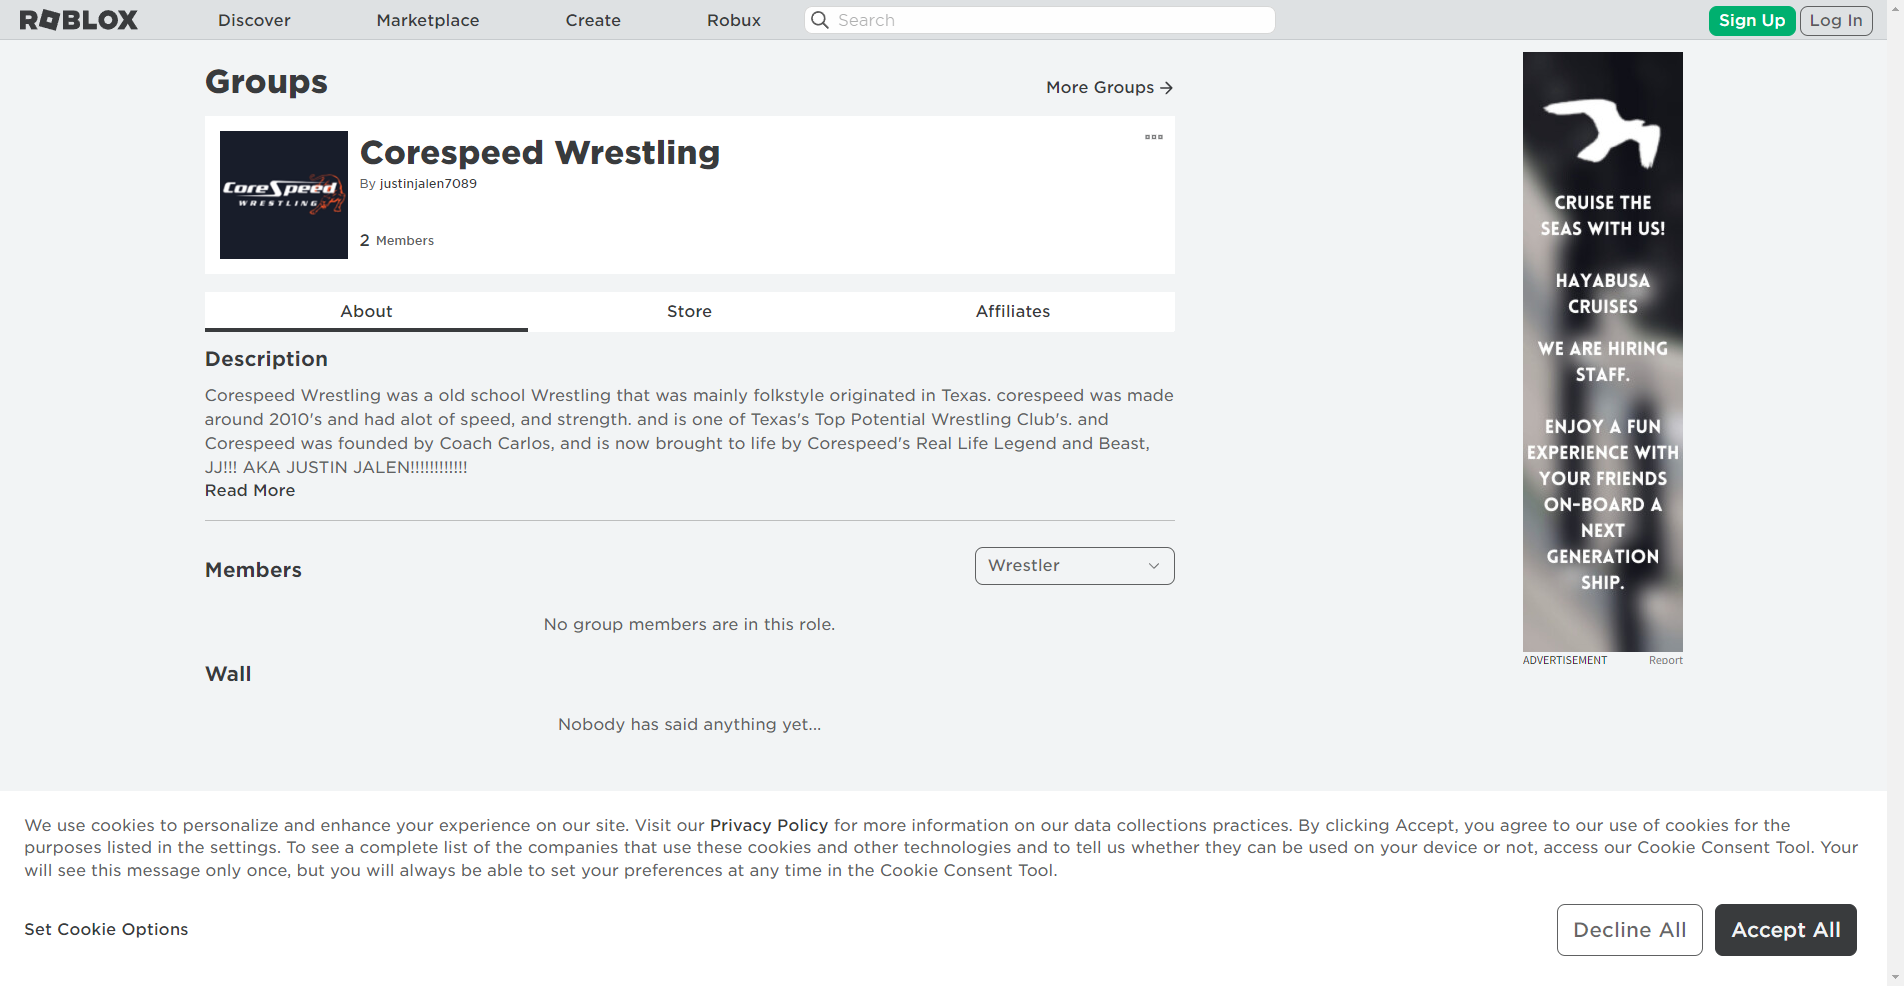 ROBLOX Discover Marketplace Create Robux Search Sign Up Log In
Groups
More Groups →
Corespeed Wrestling
By justinjalen7089
2 Members
CoreSpeed
WRESTLING
About Store Affiliates
Description
Corespeed Wrestling was a old school Wrestling that was mainly folkstyle originated in Texas. corespeed was made
around 2010's and had alot of speed, and strength. and is one of Texas's Top Potential Wrestling Club's. and
Corespeed was founded by Coach Carlos, and is now brought to life by Corespeed's Real Life Legend and Beast,
JJ!!! AKA JUSTIN JALEN!!!!!!!!!!!!
Read More
Members
Wrestler
No group members are in this role.
Wall
Nobody has said anything yet...
CRUISE THE
SEAS WITH US!
HAYABUSA
CRUISES
WE ARE HIRING
STAFF.
ENJOY A FUN
EXPERIENCE WITH
YOUR FRIENDS
ON-BOARD A
NEXT
GENERATION
SHIP.
ADVERTISEMENT Report
We use cookies to personalize and enhance your experience on our site. Visit our Privacy Policy for more information on our data collections practices. By clicking Accept, you agree to our use of cookies for the
purposes listed in the settings. To see a complete list of the companies that use these cookies and other technologies and to tell us whether they can be used on your device or not, access our Cookie Consent Tool. Your
will see this message only once, but you will always be able to set your preferences at any time in the Cookie Consent Tool.
Set Cookie Options
Decline All
Accept All